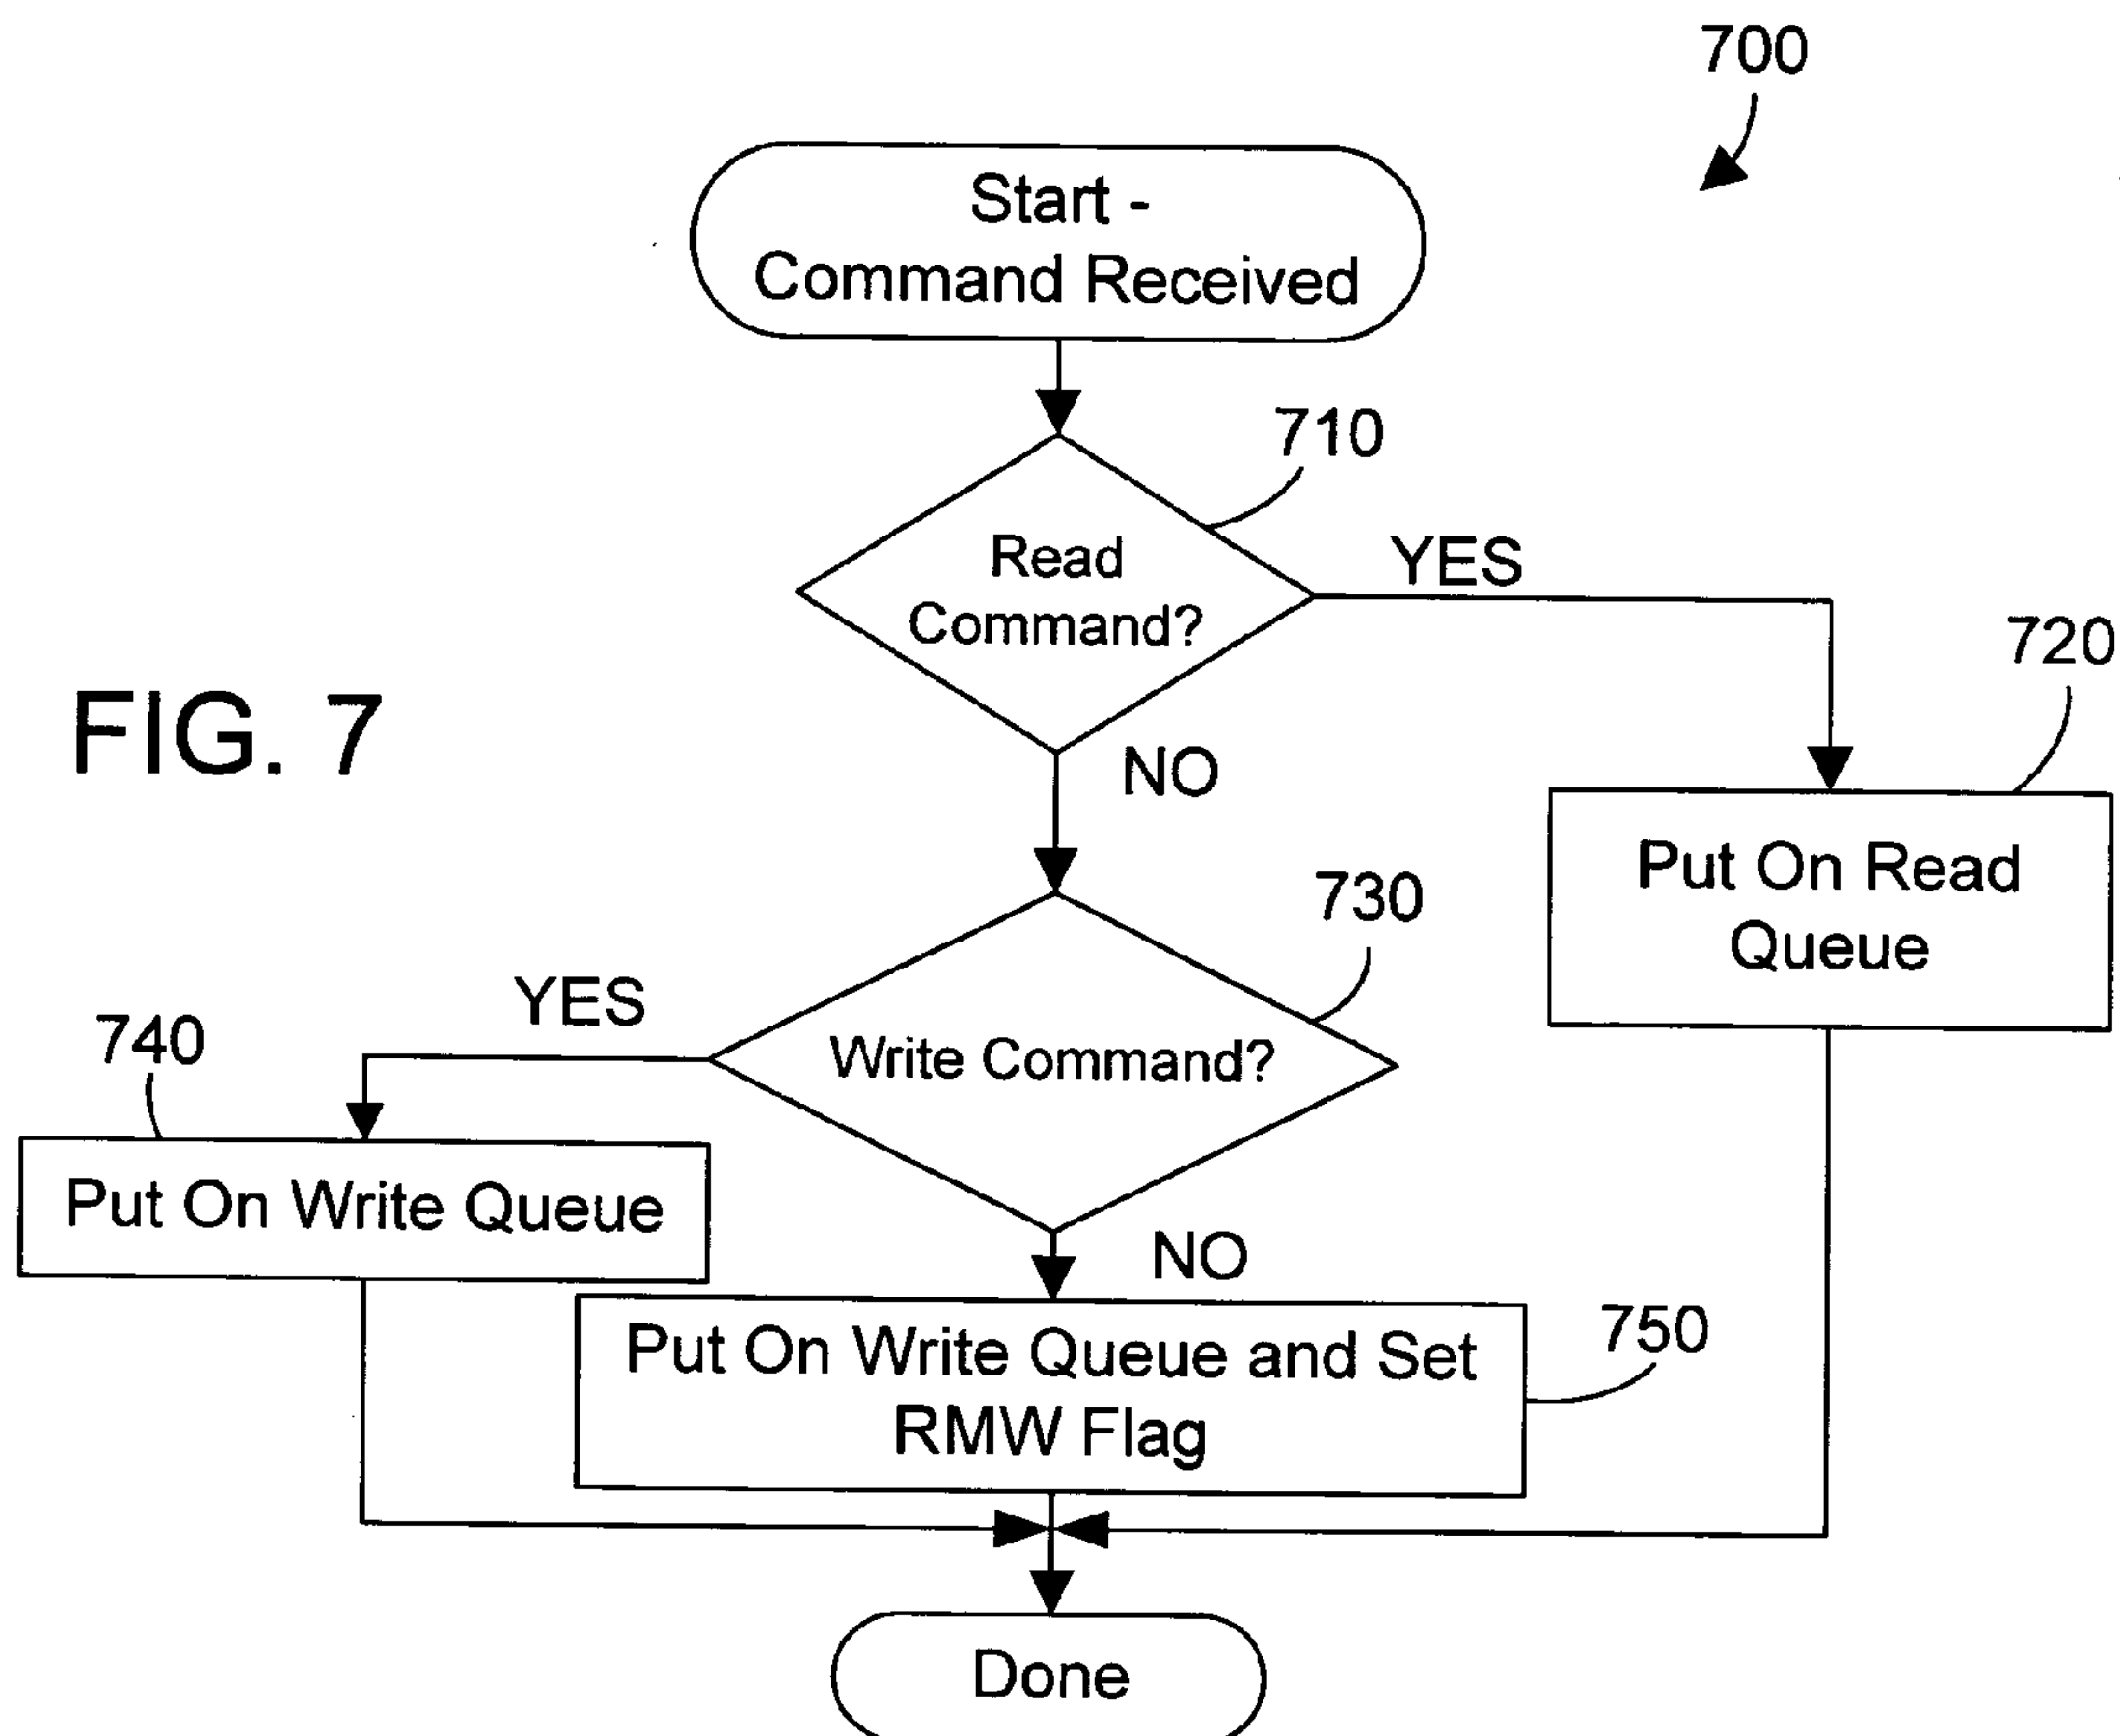 700
Start -
Command Received
710
Read
Command?
YES
720
FIG. 7
NO
Put On Read
Queue
730
YES
740
Write Command?
Put On Write Queue
NO
Put On Write Queue and Set
RMW Flag
750
Done